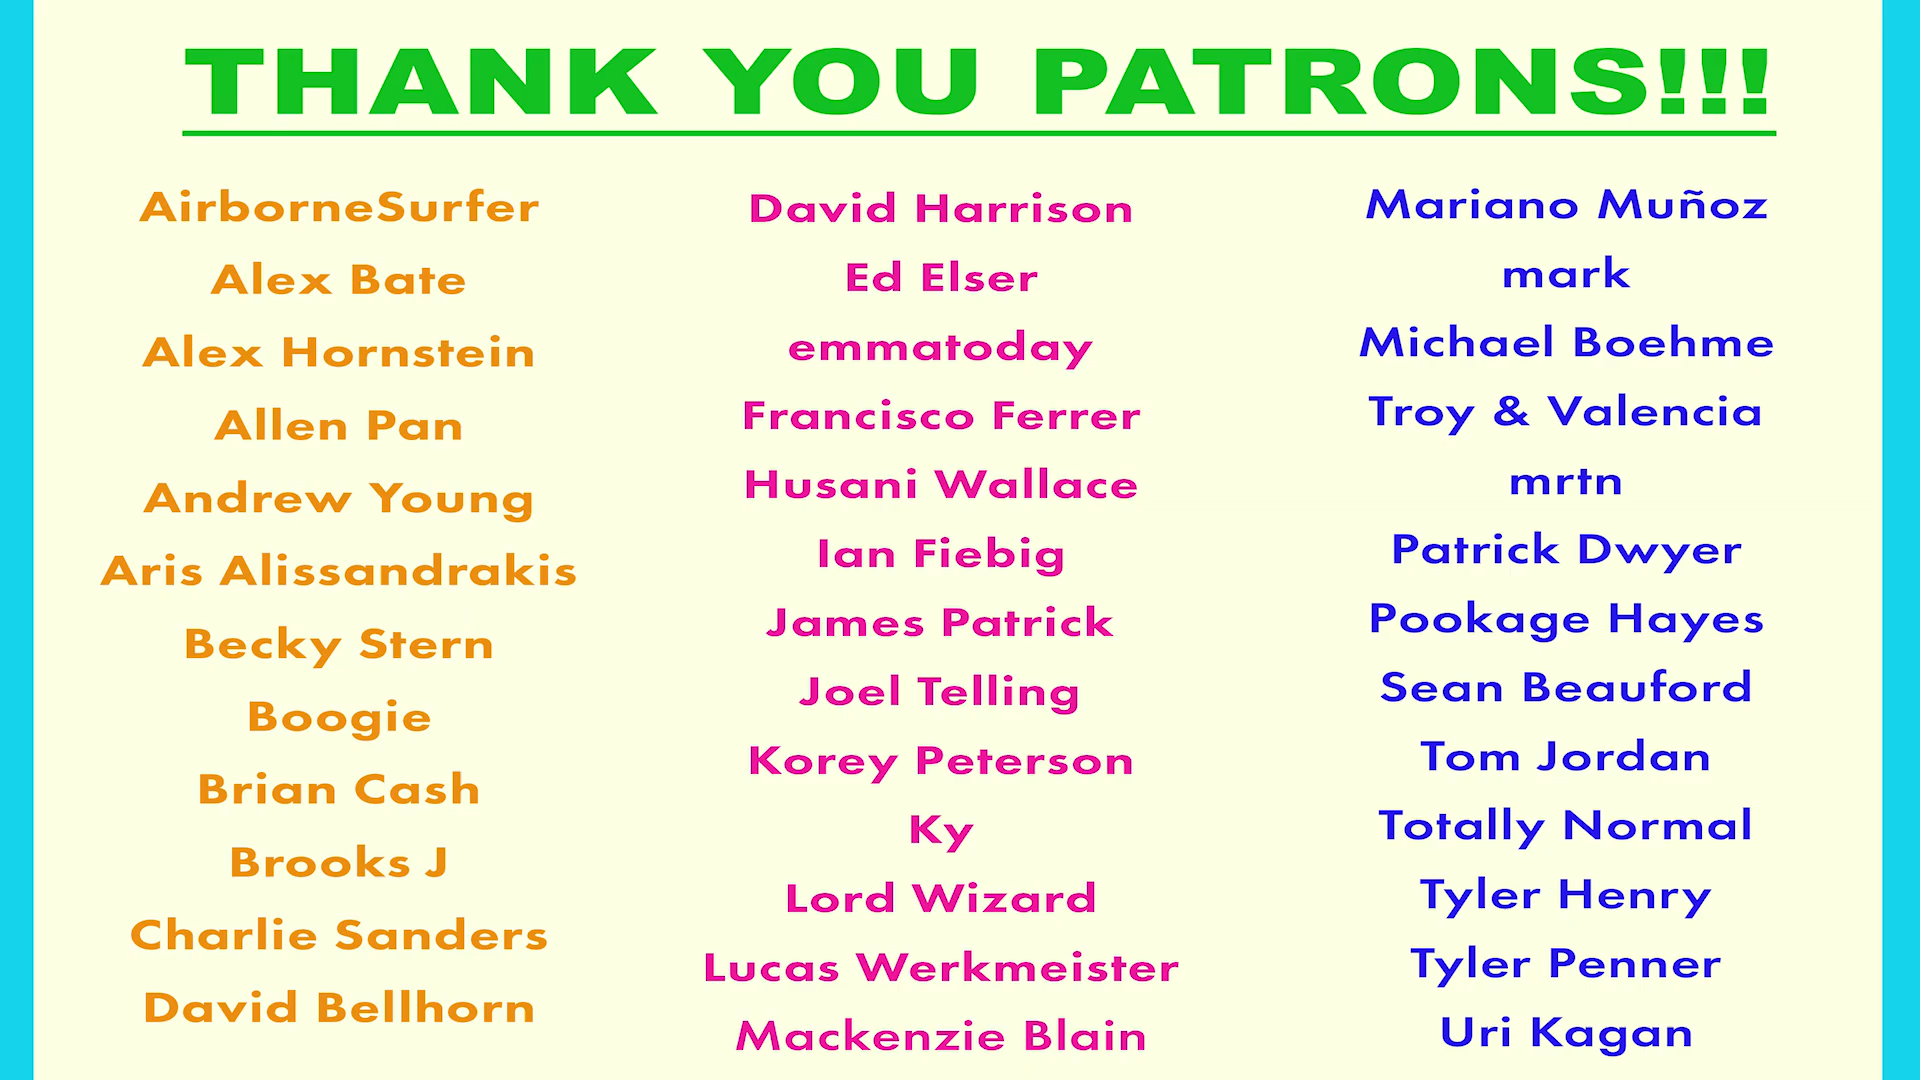 THANK YOU PATRONS!!!
AirborneSurfer
Alex Bate
Alex Hornstein
Allen Pan
Andrew Young
Aris Alissandrakis
Becky Stern
Boogie
Brian Cash
Brooks J
Charlie Sanders
David Bellhorn
David Harrison
Ed Elser
emmatoday
Francisco Ferrer
Husani Wallace
Ian Fiebig
James Patrick
Joel Telling
Korey Peterson
Ky
Lord Wizard
Lucas Werkmeister
Mackenzie Blain
Mariano Muñoz
mark
Michael Boehme
Troy & Valencia
mrtn
Patrick Dwyer
Pookage Hayes
Sean Beauford
Tom Jordan
Totally Normal
Tyler Henry
Tyler Penner
Uri Kagan